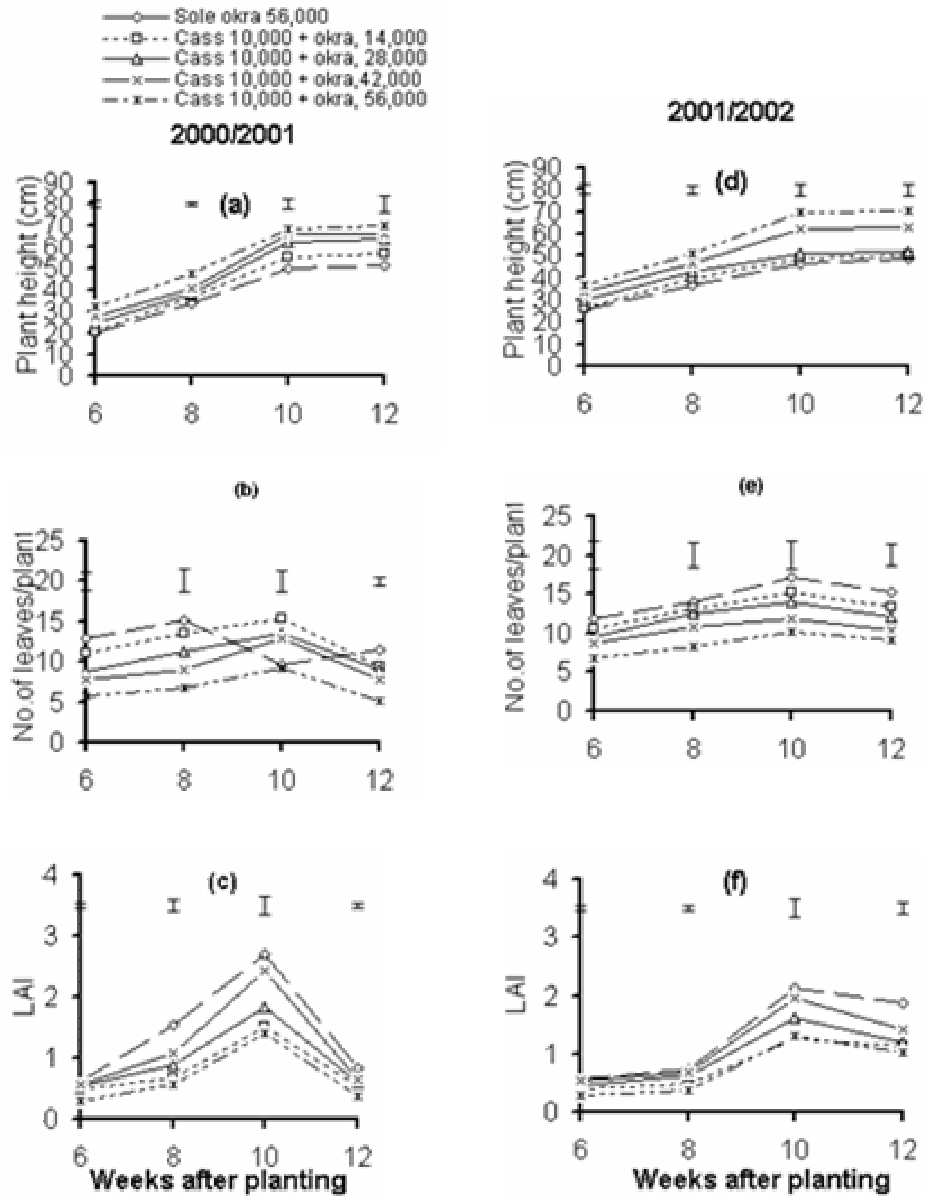 Sole okra 56,000
Cass 10,000 + okra, 14,000
Cass 10,000 + okra, 28,000
Cass 10,000 + okra,42,000
Cass 10,000 + okra, 56,000
2000/2001
2001/2002
(a)
Plant height (cm)
90
80
70
60
50
40
30
20
10
0
6 8 10 12
(d)
Plant height (cm)
90
80
70
60
50
40
30
20
10
0
6 8 10 12
(b)
No.of leaves/plant
25
20
15
10
5
0
6 8 10 12
(e)
No.of leaves/plant
25
20
15
10
5
0
6 8 10 12
(c)
LAI
4
3
2
1
0
6 8 10 12
Weeks after planting
(f)
LAI
4
3
2
1
0
6 8 10 12
Weeks after planting